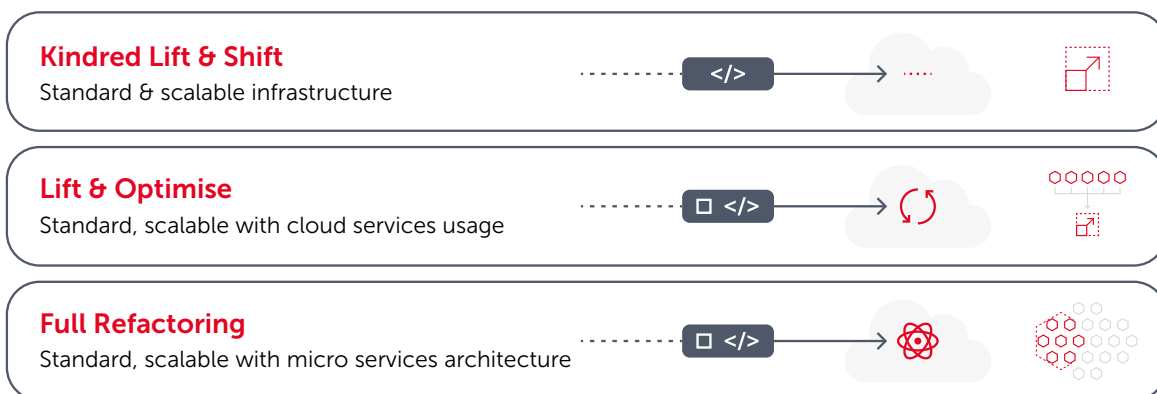 Kindred Lift & Shift
Standard & scalable infrastructure
</>
Lift & Optimise
Standard, scalable with cloud services usage
</>
Full Refactoring
Standard, scalable with micro services architecture
</>